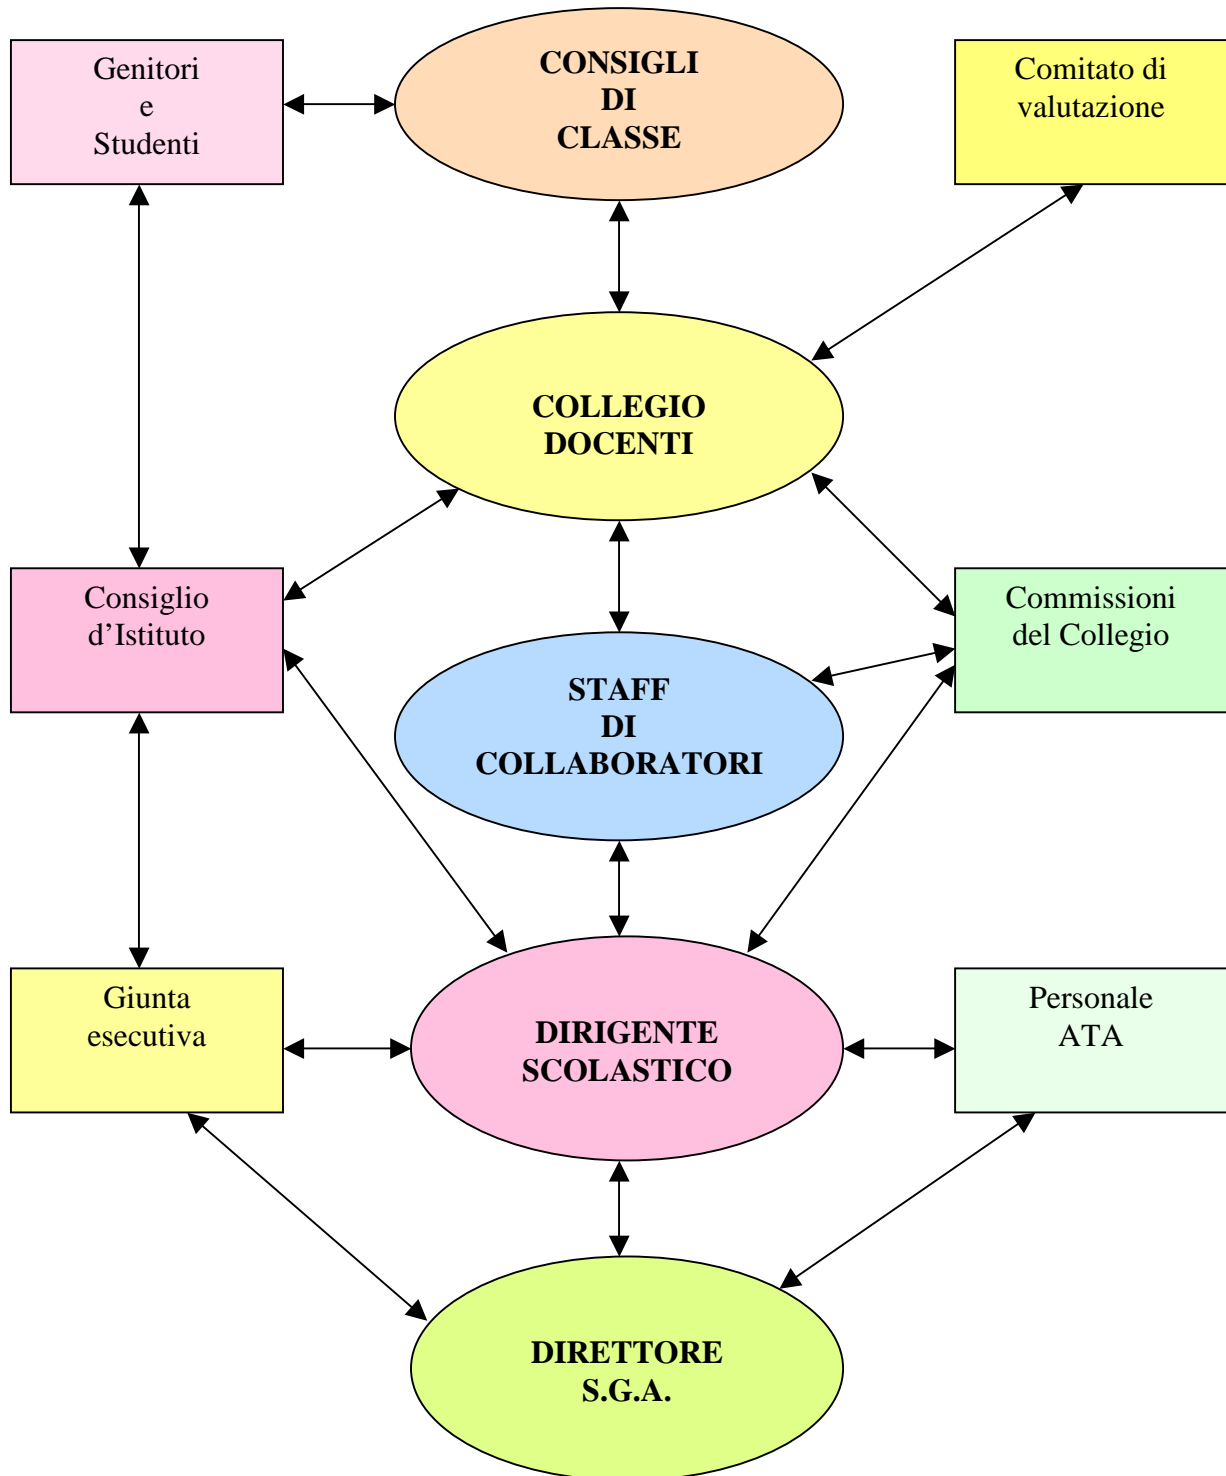 Genitori
e
Studenti
CONSIGLI
DI
CLASSE
Comitato di
valutazione
COLLEGIO
DOCENTI
Consiglio
d’Istituto
Commissioni
del Collegio
STAFF
DI
COLLABORATORI
Giunta
esecutiva
DIRIGENTE
SCOLASTICO
Personale
ATA
DIRETTORE
S.G.A.